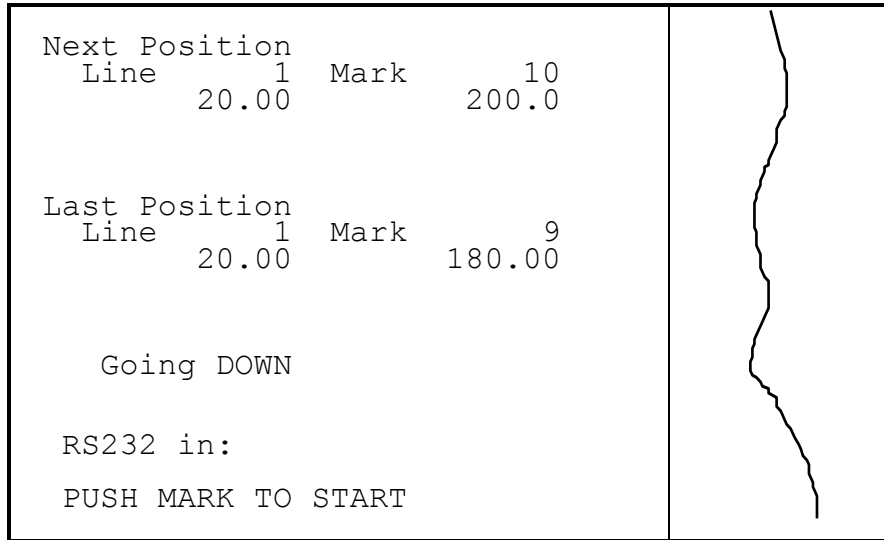 Next Position
Line 1 Mark 10
20.00 200.0
Last Position
Line 1 Mark 9
20.00 180.00
Going DOWN
RS232 in:
PUSH MARK TO START